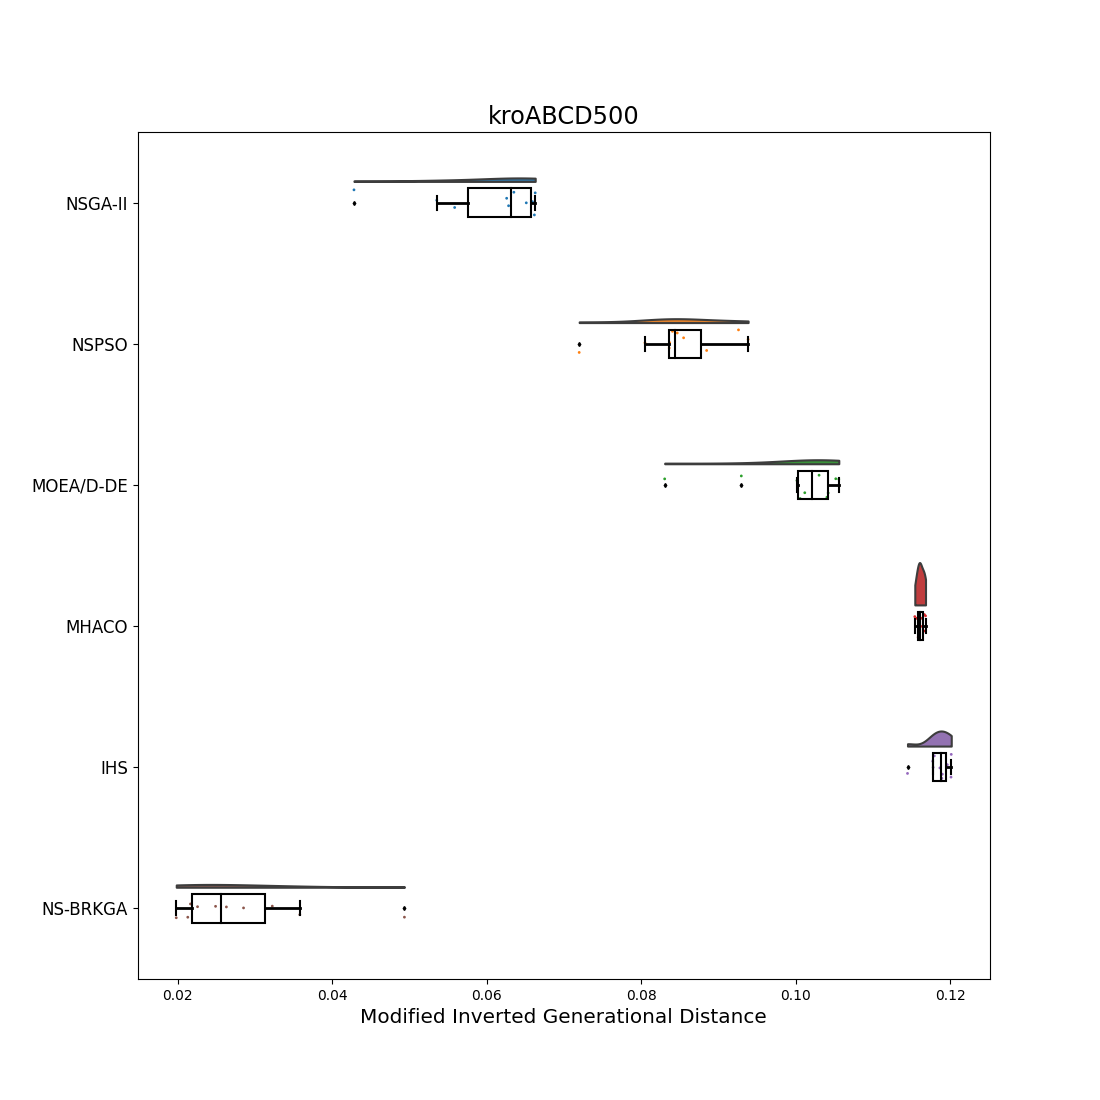 kroABCD500
NSGA-II
NSPSO
MOEA/D-DE
MHACO
IHS
NS-BRKGA
0.02 0.04 0.06 0.08 0.10 0.12
Modified Inverted Generational Distance